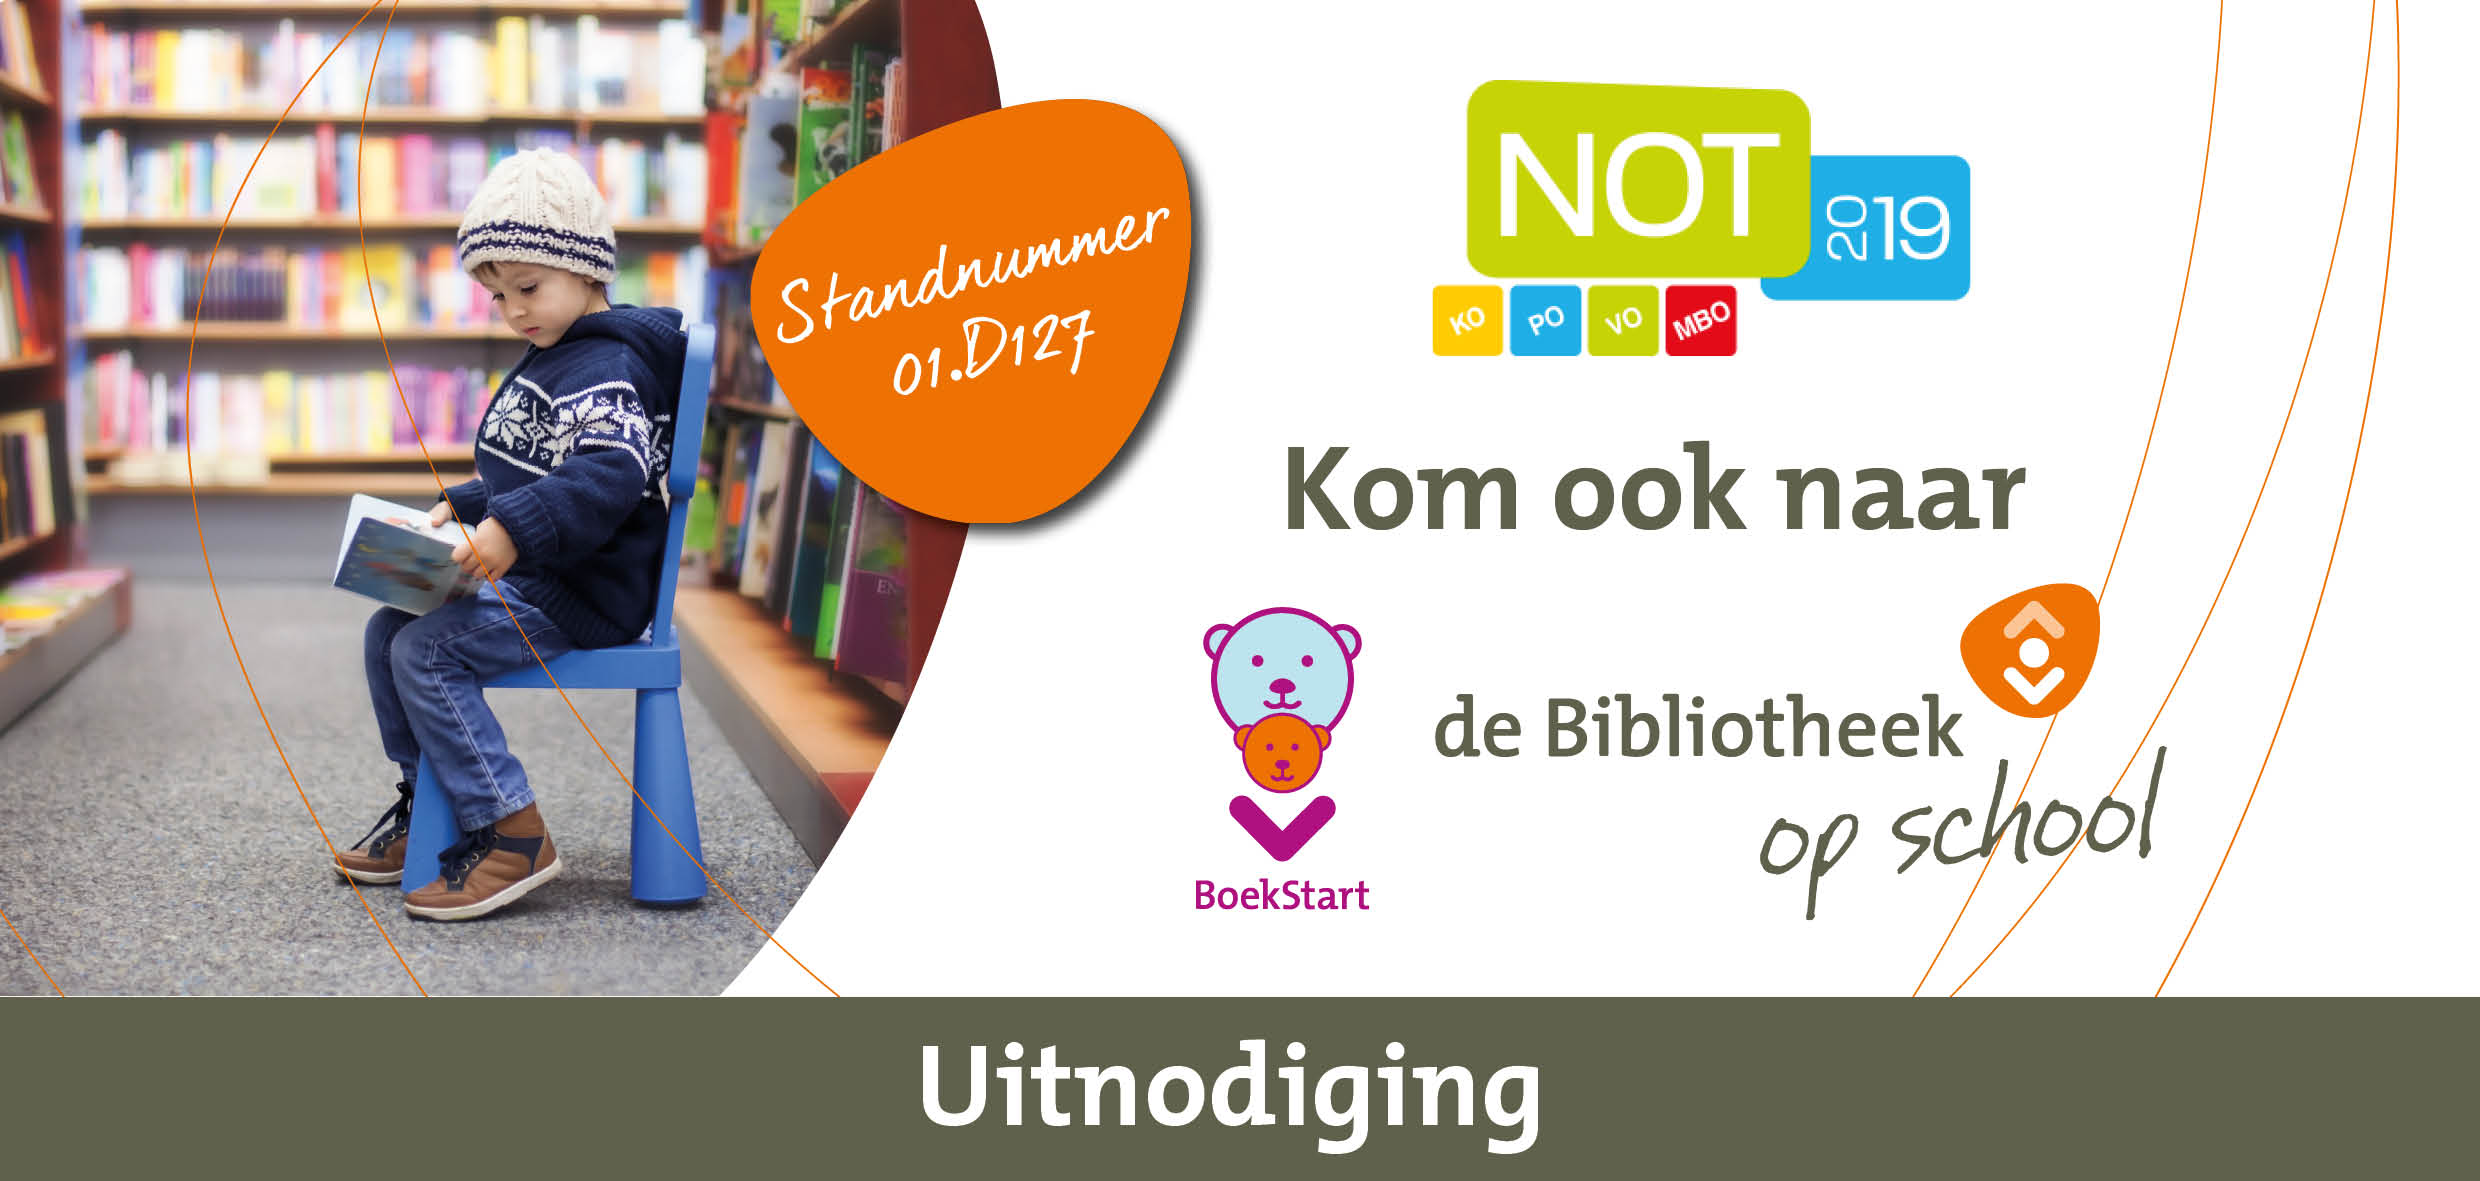 Standnummer
01.D127
NOT
2019
KO PO VO MBO
Kom ook naar
de Bibliotheek
op school
BoekStart
Uitnodiging